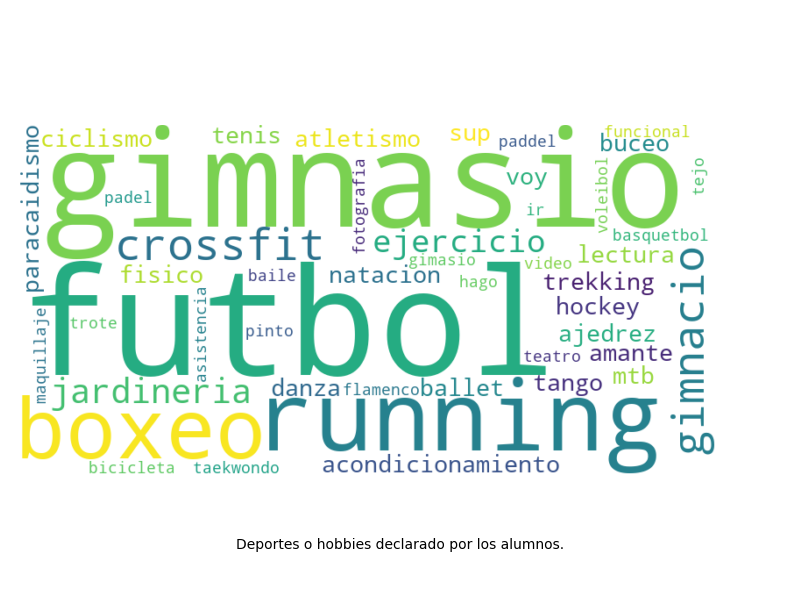 ciclismo
tenis
atletismo
sup
paddel
funcional
buceo
paracaidismo
gimnasio
padel
fotografia
voy
ir
voleibol
tejo
crossfit
ejercicio
basquetbol
gimasio
video
lectura
fisico
baile
natacion
hago
trekking
futbol
trote
asistencia
pinto
hockey
ajedrez
maquillaje
teatro
amante
gimnacio
jardineria
danza
flamenco
ballet
tango
mtb
boxeo
running
bicicleta
taekwondo
acondicionamiento
Deportes o hobbies declarado por los alumnos.